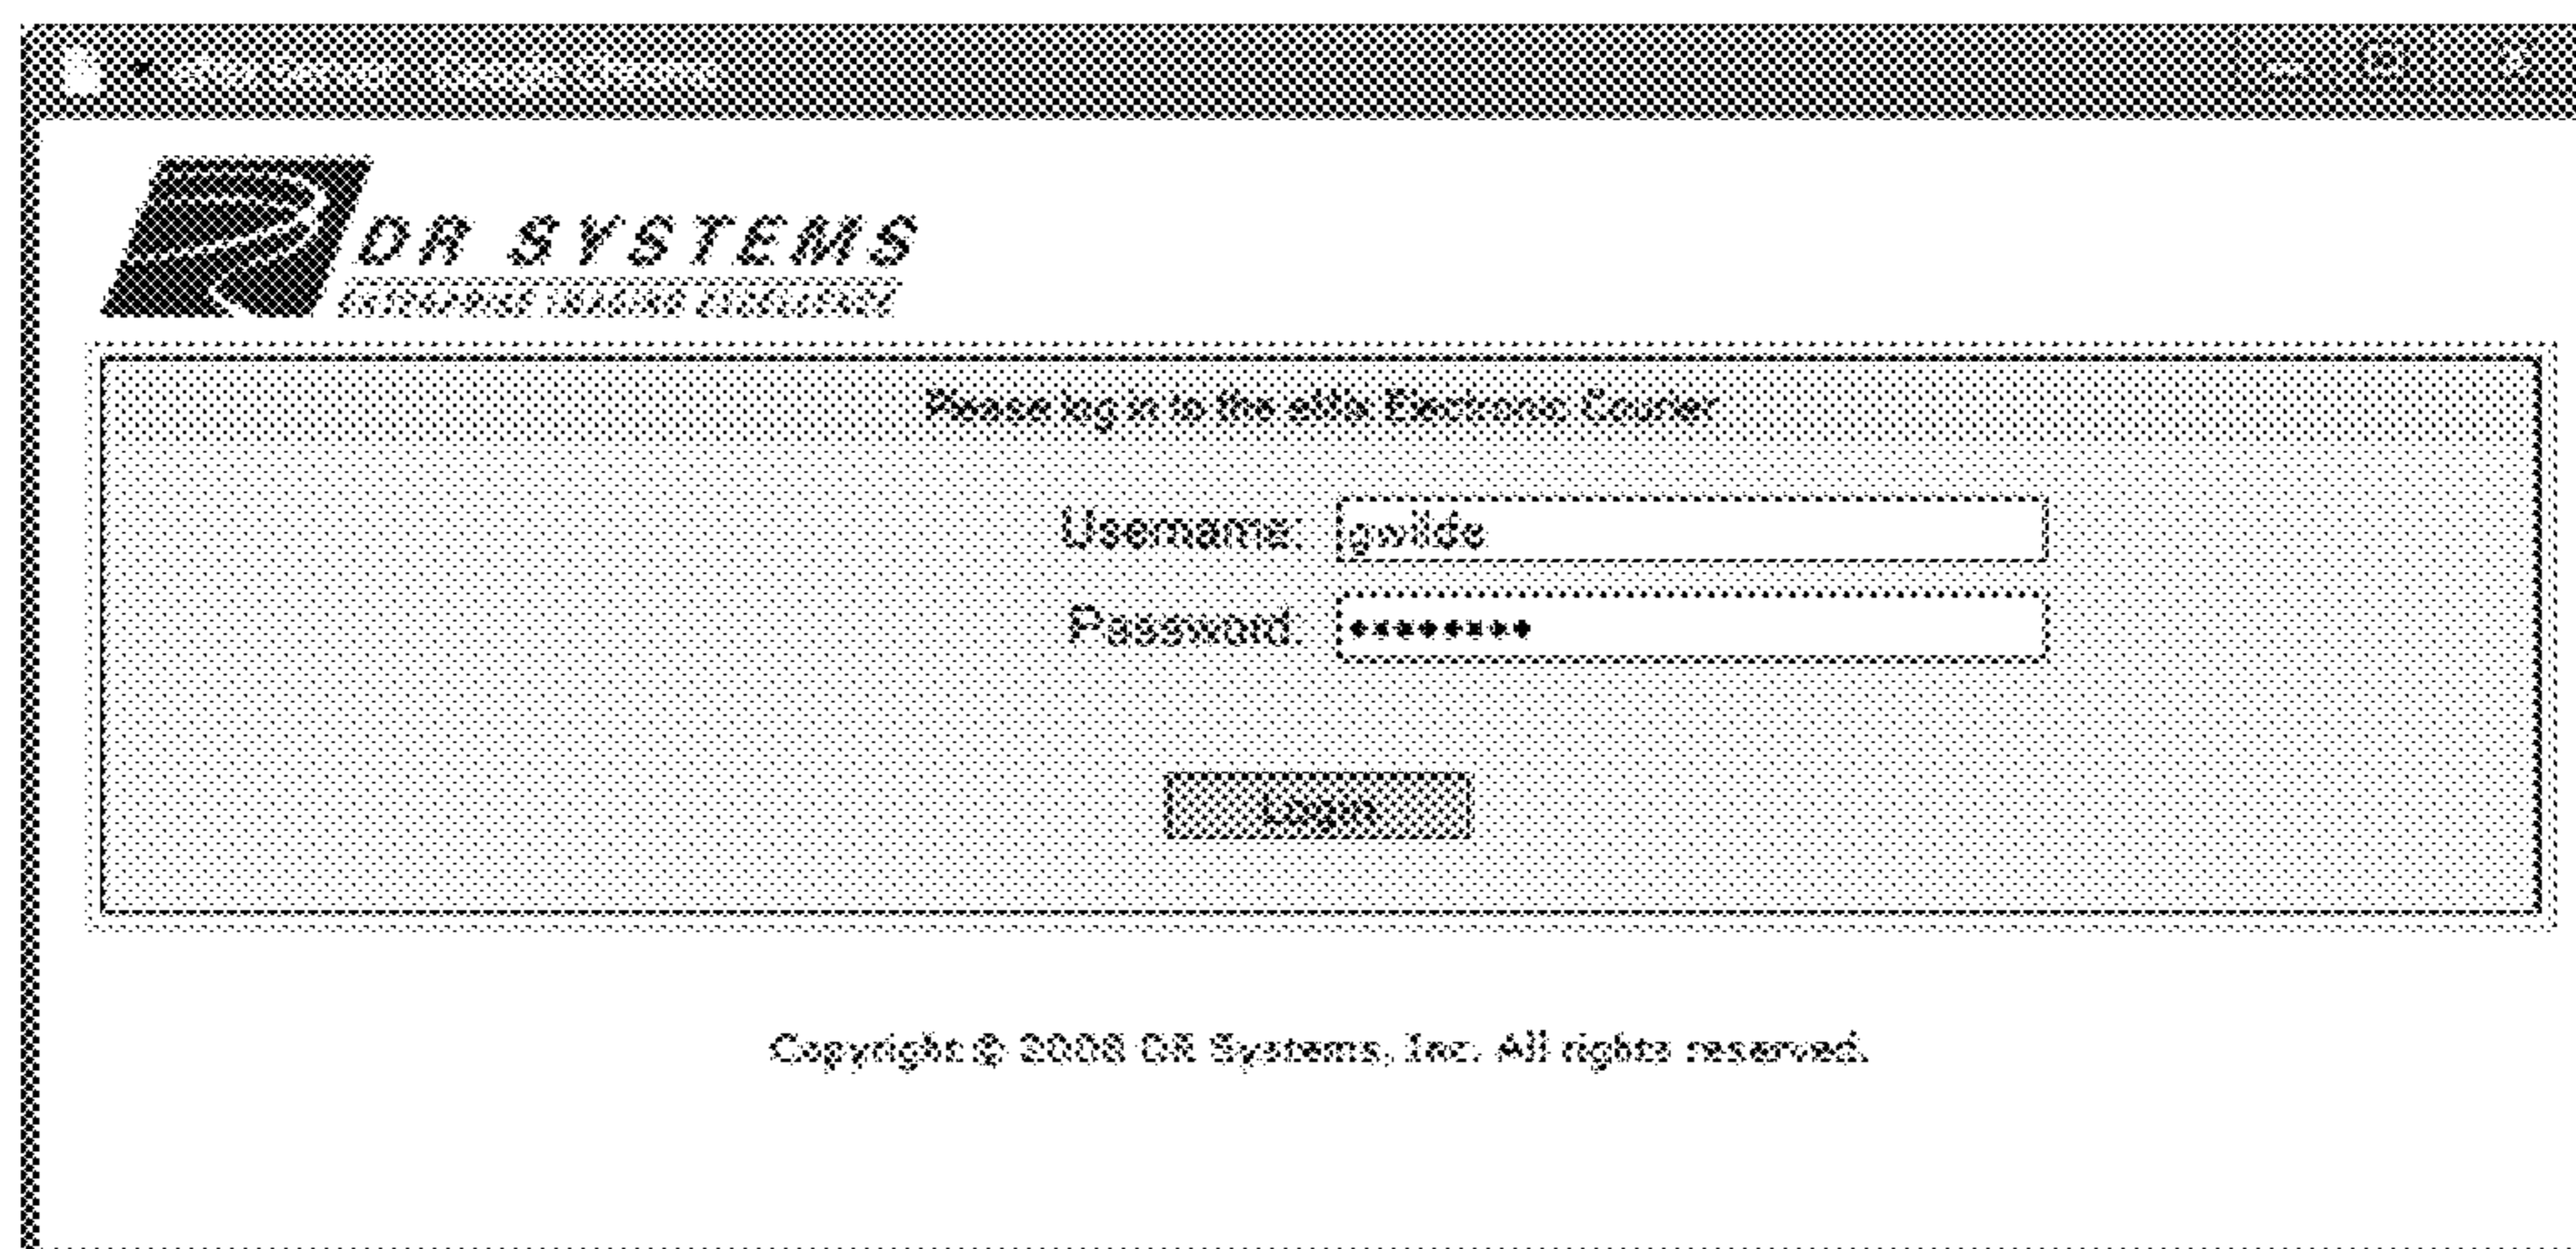 DR SYSTEMS
Please log in to the Electronic Courier
Username: gwilde
Password:
Login
Copyright © 2008 DR Systems, Inc. All rights reserved.